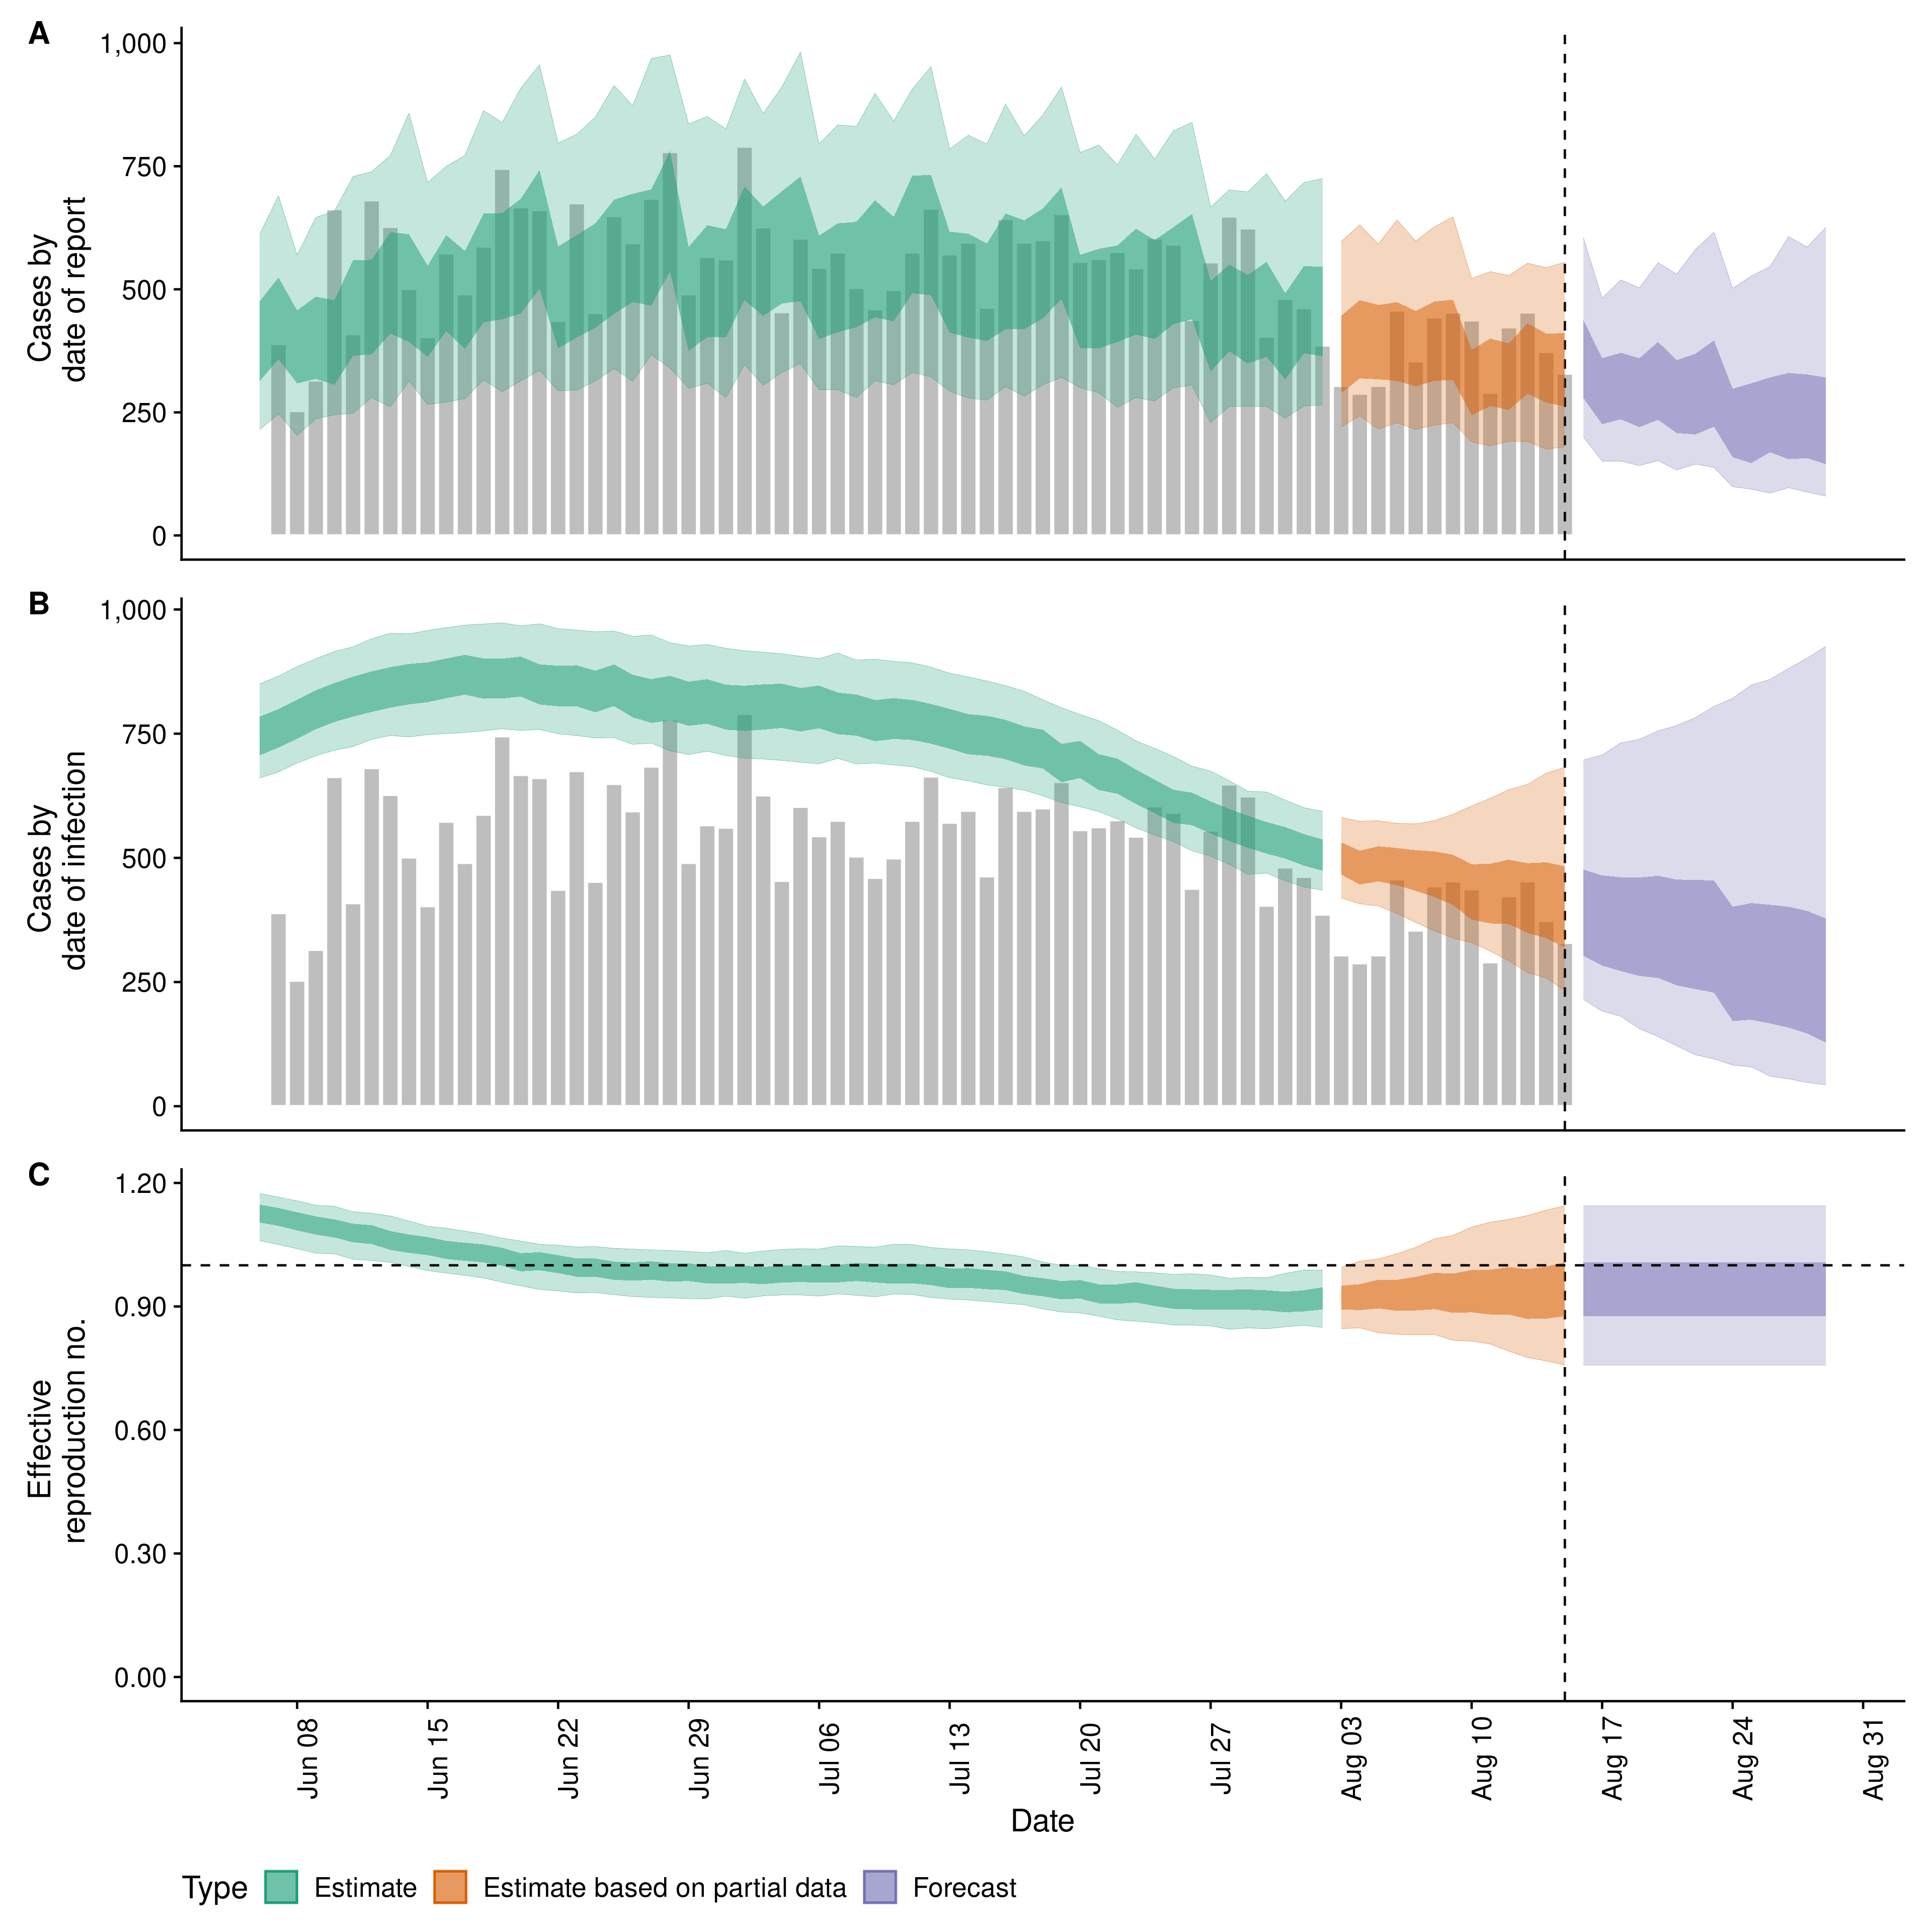 A
1,000
750
500
250
0
Cases by
date of report
B
1,000
750
500
250
0
Cases by
date of infection
C
1.20
0.90
0.60
0.30
0.00
Effective
reproduction no.
Jun 08
Jun 15
Jun 22
Jun 29
Jul 06
Jul 13
Jul 20
Jul 27
Aug 03
Aug 10
Aug 17
Aug 24
Aug 31
Date
Type Estimate Estimate based on partial data Forecast